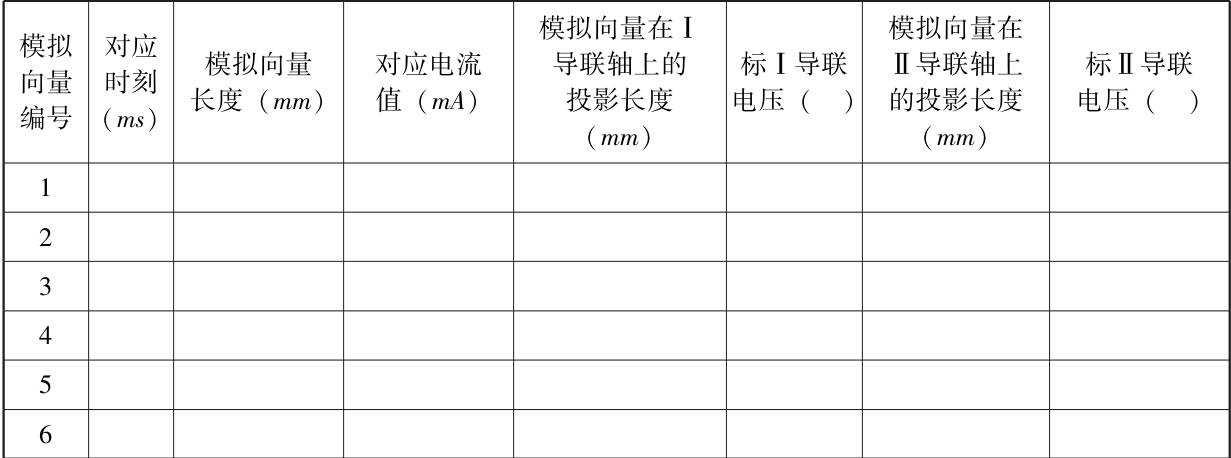 模拟
向量
编号
对应
时刻
(ms)
模拟向量
长度(mm)
对应电流
值(mA)
模拟向量在Ⅰ
导联轴上的
投影长度
(mm)
标Ⅰ导联
电压( )
模拟向量在
Ⅱ导联轴上
的投影长度
(mm)
标Ⅱ导联
电压( )
1
2
3
4
5
6